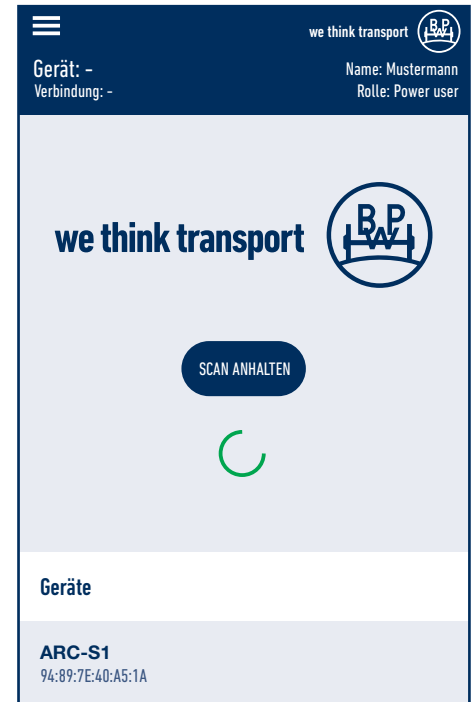 we think transport BPW
Gerät: -
Name: Mustermann
Verbindung: -
Rolle: Power user
we think transport BPW
SCAN ANHALTEN
Geräte
ARC-S1
94:89:7E:40:A5:1A